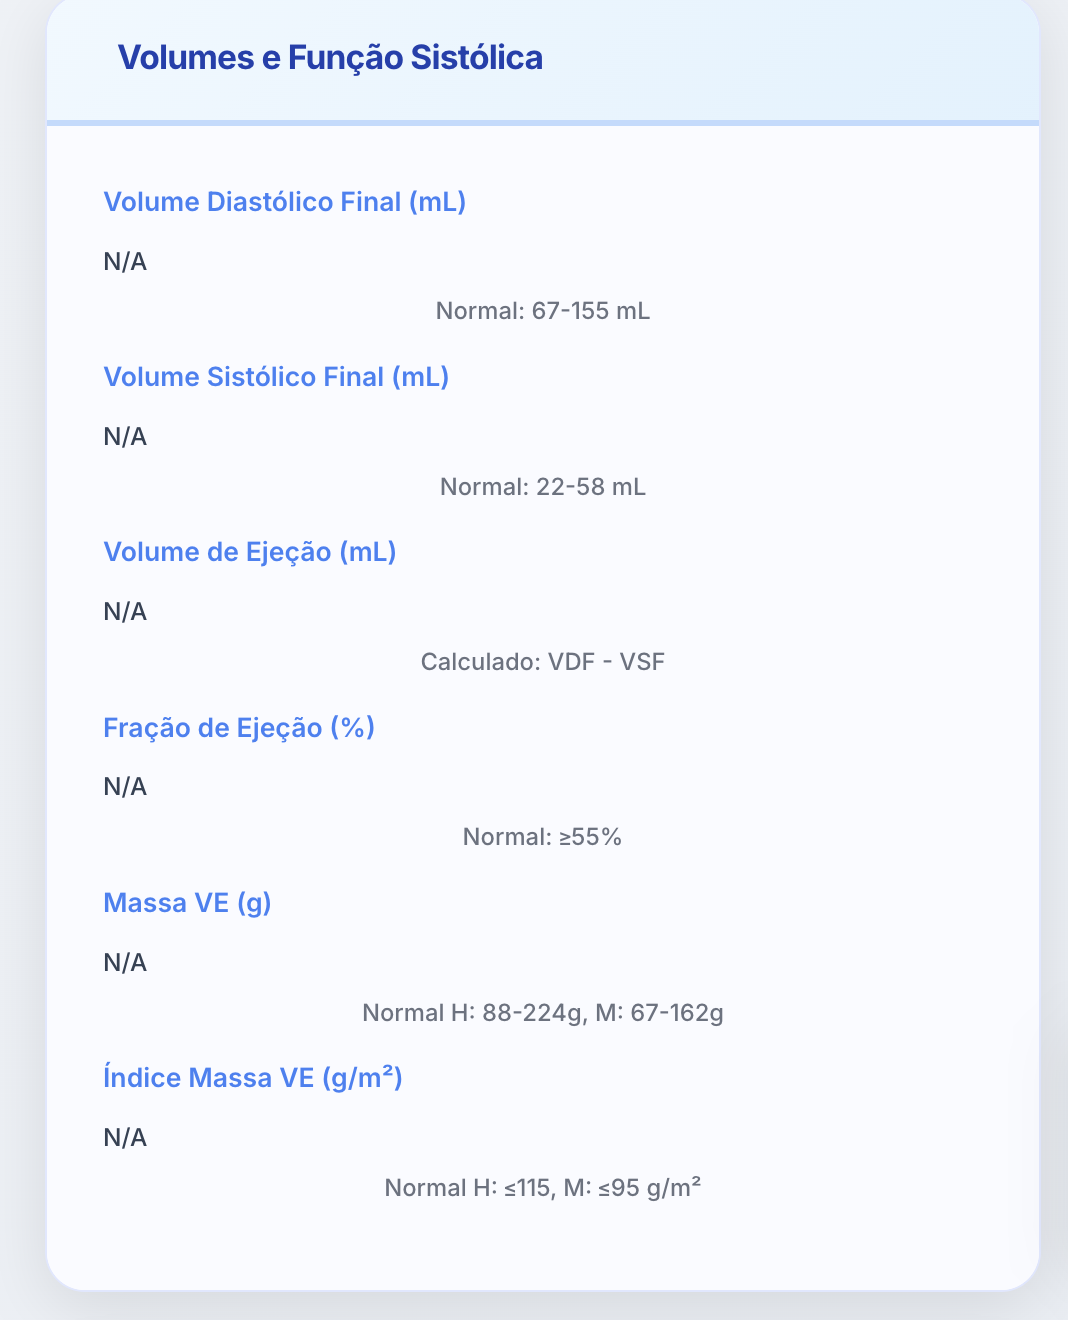 Volumes e Função Sistólica
Volume Diastólico Final (mL)
N/A
Normal: 67-155 mL
Volume Sistólico Final (mL)
N/A
Normal: 22-58 mL
Volume de Ejeção (mL)
N/A
Calculado: VDF - VSF
Fração de Ejeção (%)
N/A
Normal: ≥55%
Massa VE (g)
N/A
Normal H: 88-224g, M: 67-162g
Índice Massa VE (g/m²)
N/A
Normal H: ≤115, M: ≤95 g/m²